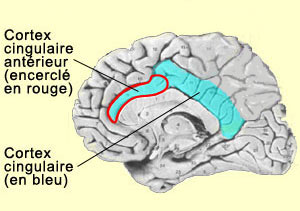 Cortex
cingulaire
antérieur
(encerclé
en rouge)
Cortex
cingulaire
(en bleu)